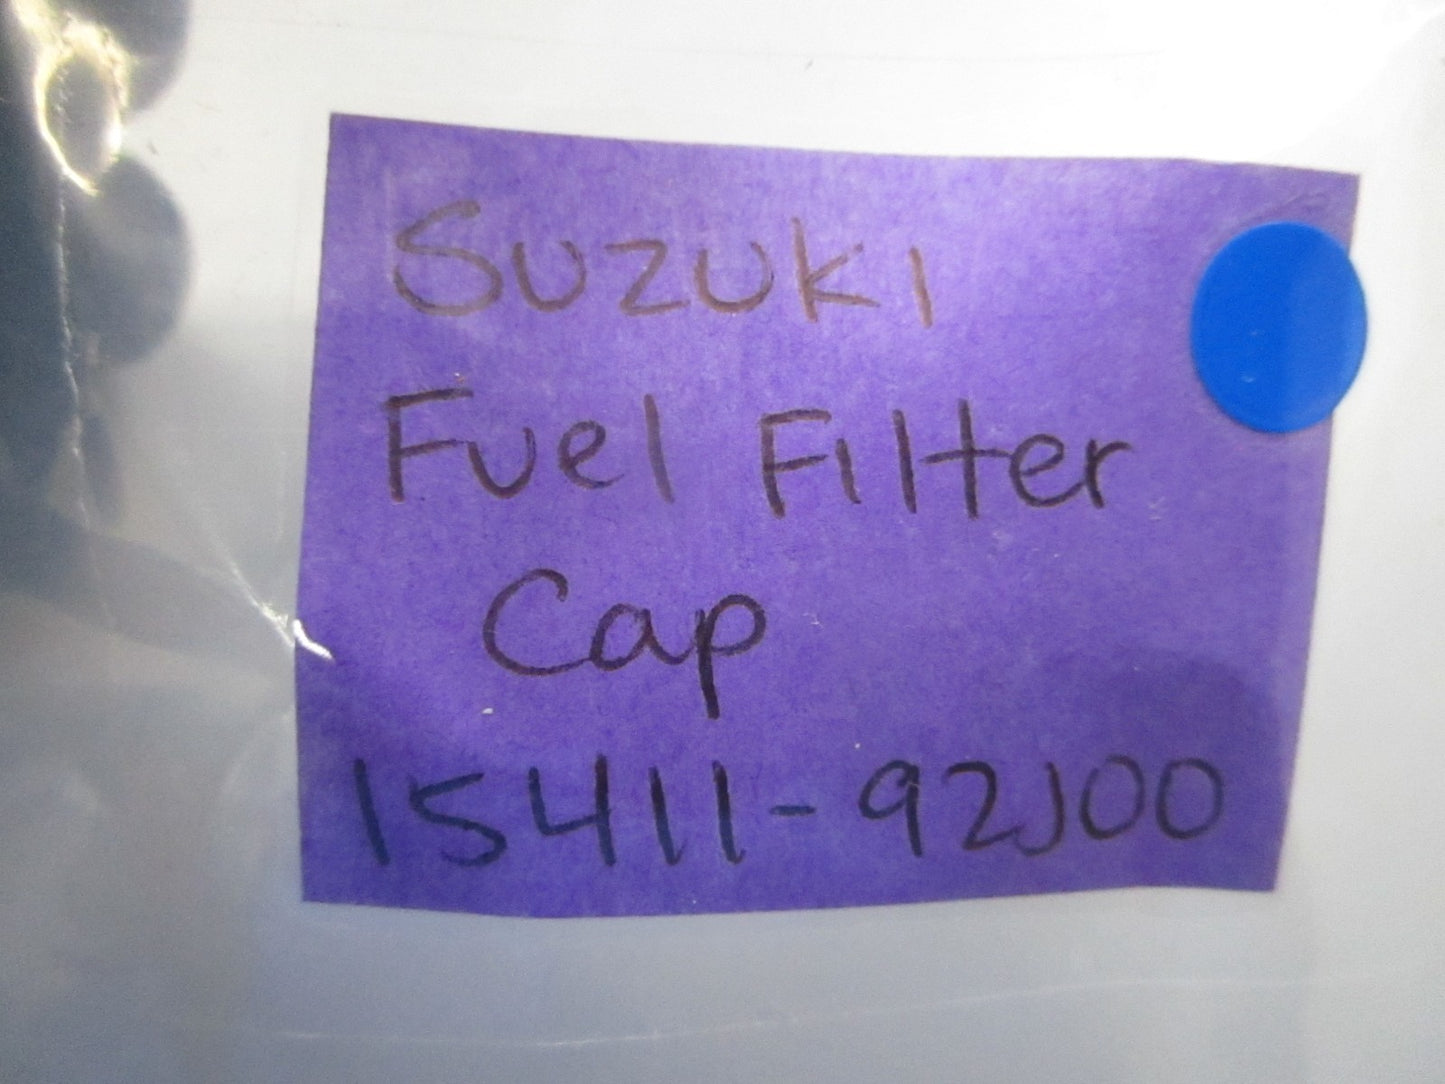 Suzuki
Fuel Filter
Cap
15411-92J00